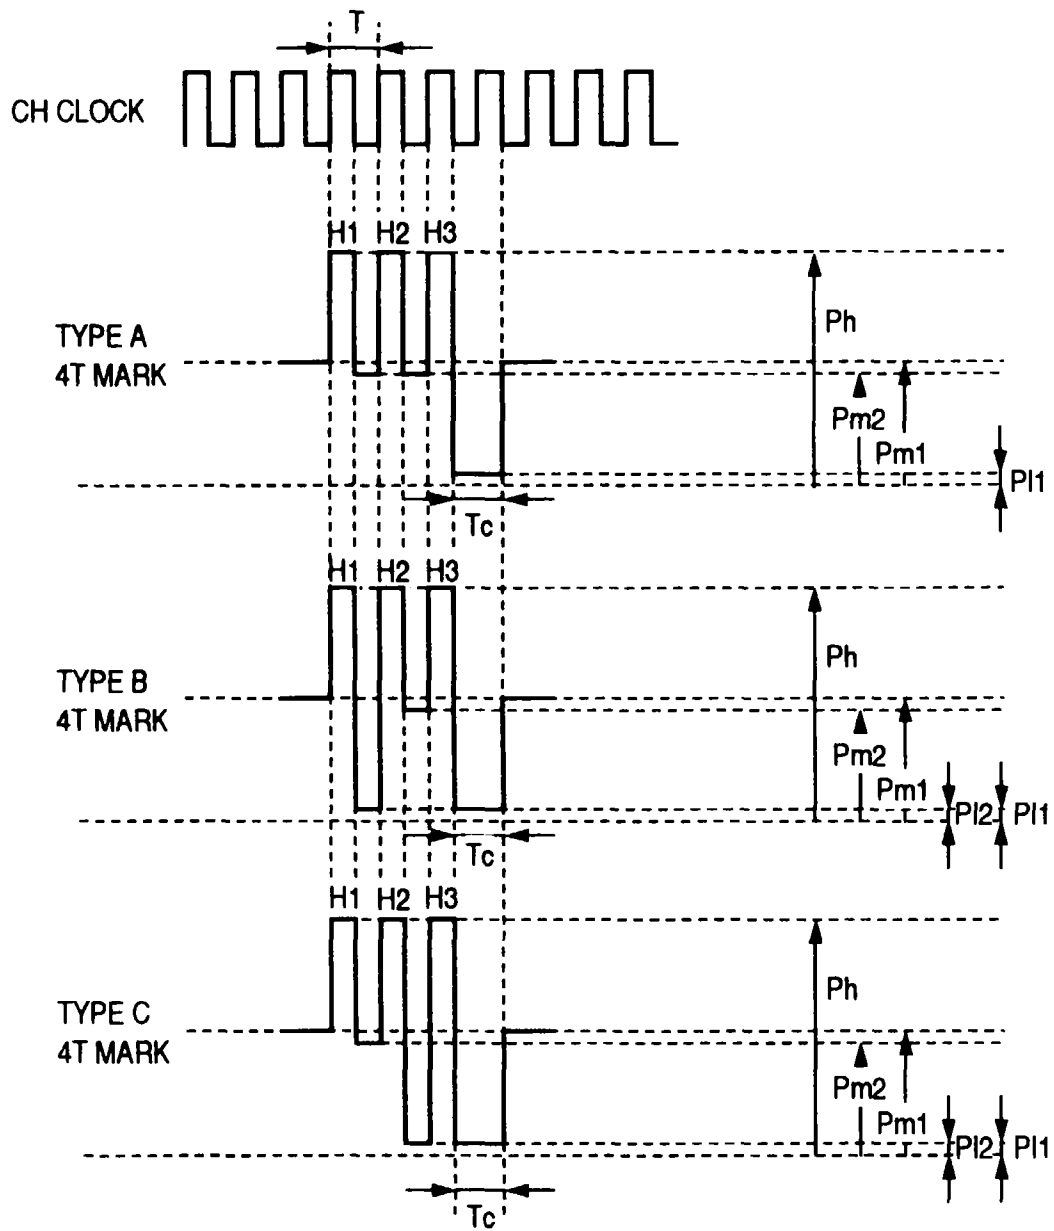 T
CH CLOCK
H1 H2 H3
TYPE A
4T MARK
Ph
Pm2
Pm1
Pl1
Tc
H1 H2 H3
TYPE B
4T MARK
Ph
Pm2
Pm1
Pl2
Pl1
Tc
H1 H2 H3
TYPE C
4T MARK
Ph
Pm2
Pm1
Pl2
Pl1
Tc